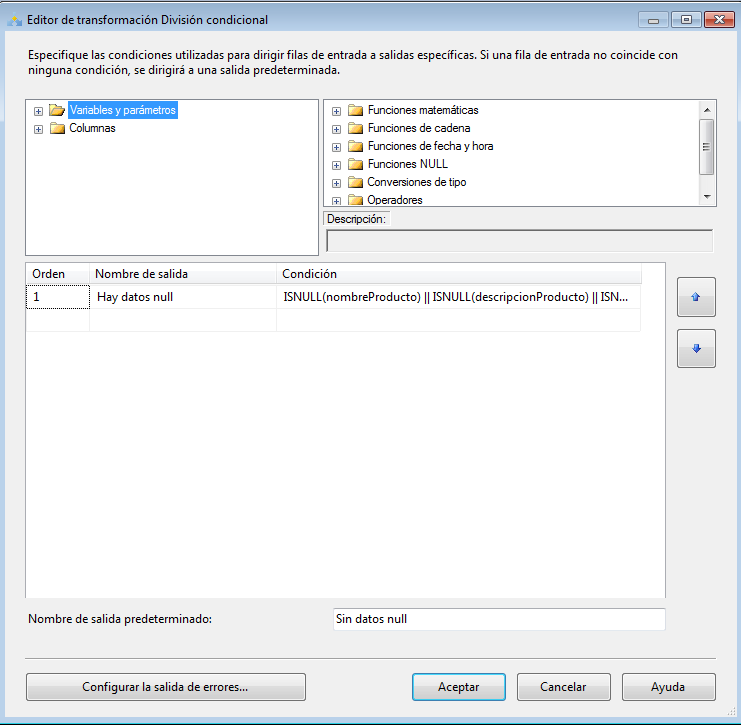 Editor de transformación División condicional
Especifique las condiciones utilizadas para dirigir filas de entrada a salidas específicas. Si una fila de entrada no coincide con
ninguna condición, se dirigirá a una salida predeterminada.
Variables y parámetros
Columnas
Funciones matemáticas
Funciones de cadena
Funciones de fecha y hora
Funciones NULL
Conversiones de tipo
Operadores
Descripción:
Orden Nombre de salida Condición
1 Hay datos null ISNULL(nombreProducto) || ISNULL(descripcionProducto) || ISN...
Nombre de salida predeterminado: Sin datos null
Configurar la salida de errores... Aceptar Cancelar Ayuda